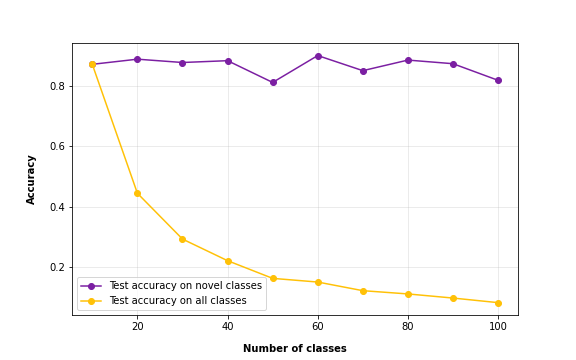 0.8
0.6
0.4
0.2
Accuracy
Test accuracy on novel classes
Test accuracy on all classes
20 40 60 80 100
Number of classes